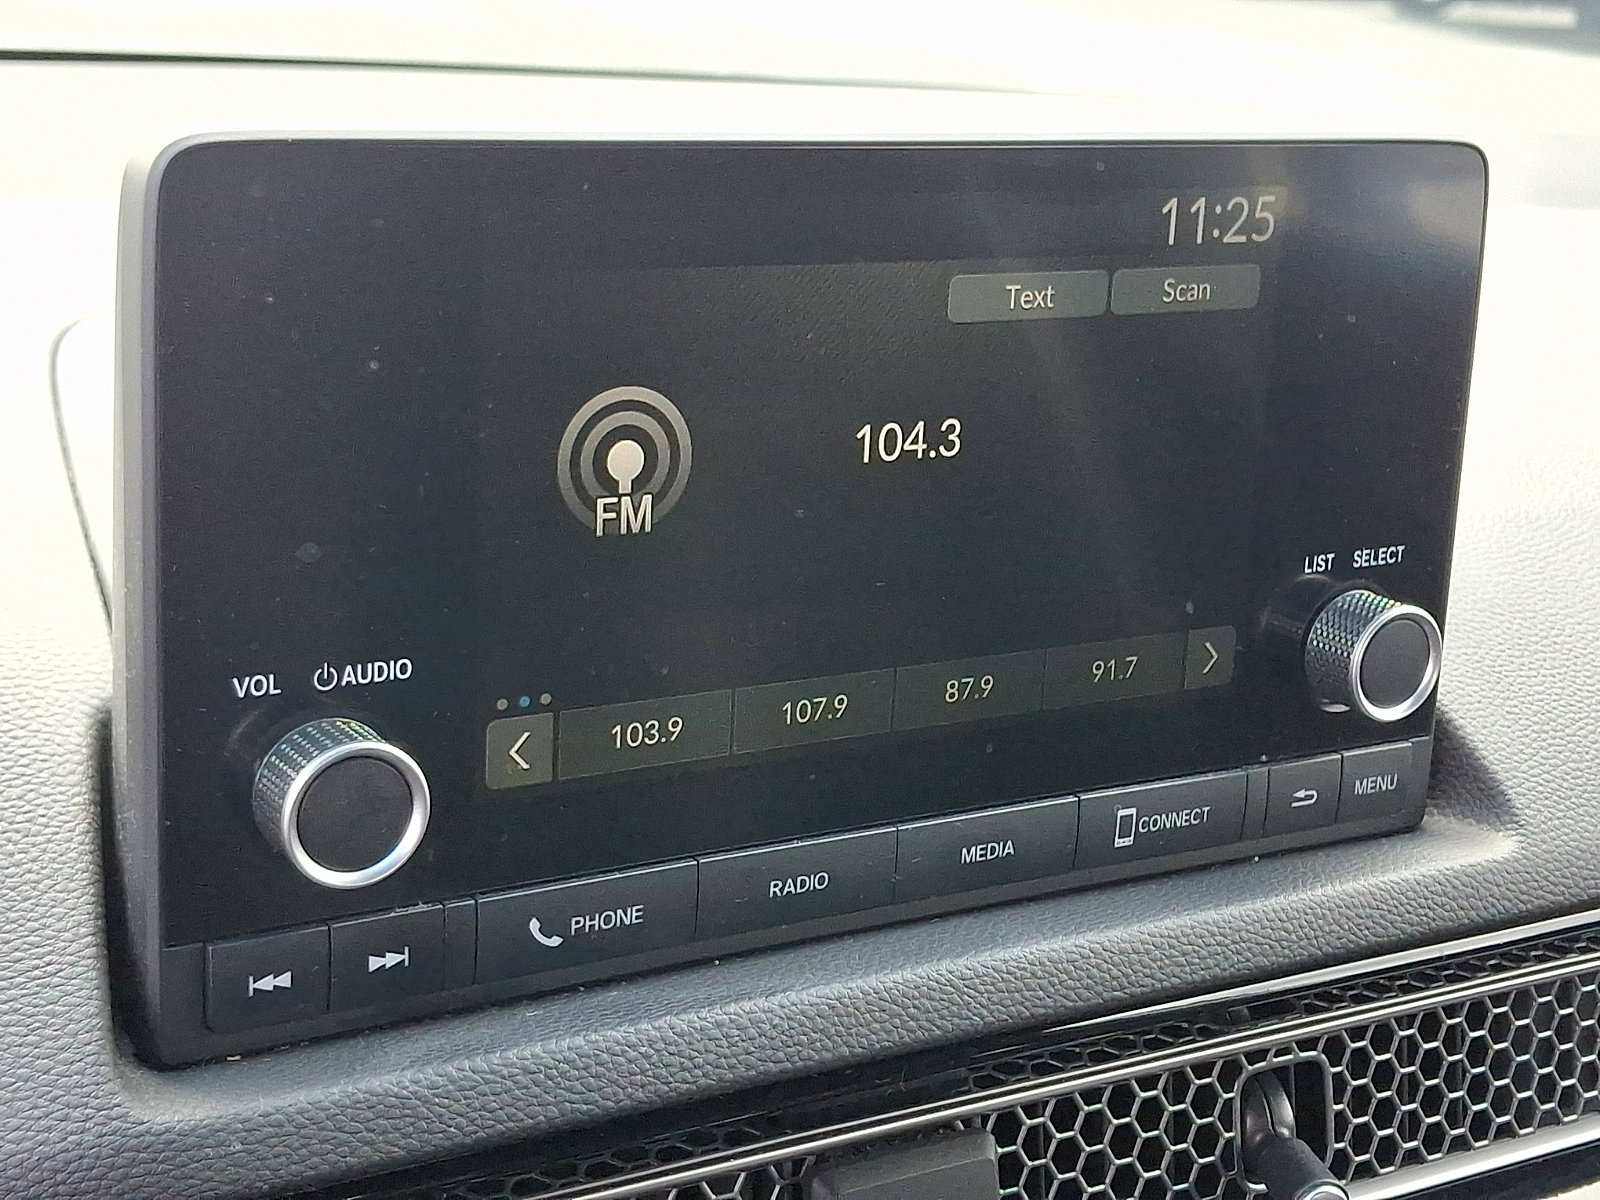 11:25
Text Scan
104.3
FM
LIST SELECT
VOL AUDIO
103.9 107.9 87.9 91.7
PHONE RADIO MEDIA CONNECT MENU